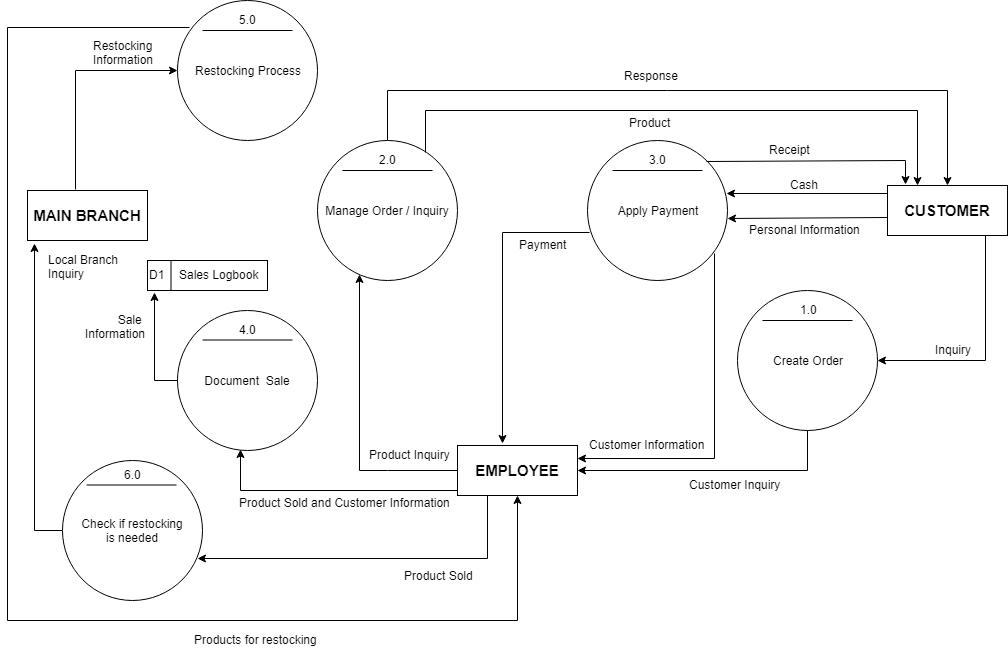 5.0
Restocking
Information
Restocking Process
Response
Product
2.0
3.0
Receipt
Cash
Manage Order / Inquiry
Apply Payment
MAIN BRANCH
CUSTOMER
Personal Information
Payment
Local Branch
Inquiry
D1 Sales Logbook
1.0
Sale
Information
4.0
Inquiry
Create Order
Document Sale
Customer Information
Product Inquiry
EMPLOYEE
6.0
Customer Inquiry
Product Sold and Customer Information
Check if restocking
is needed
Product Sold
Products for restocking